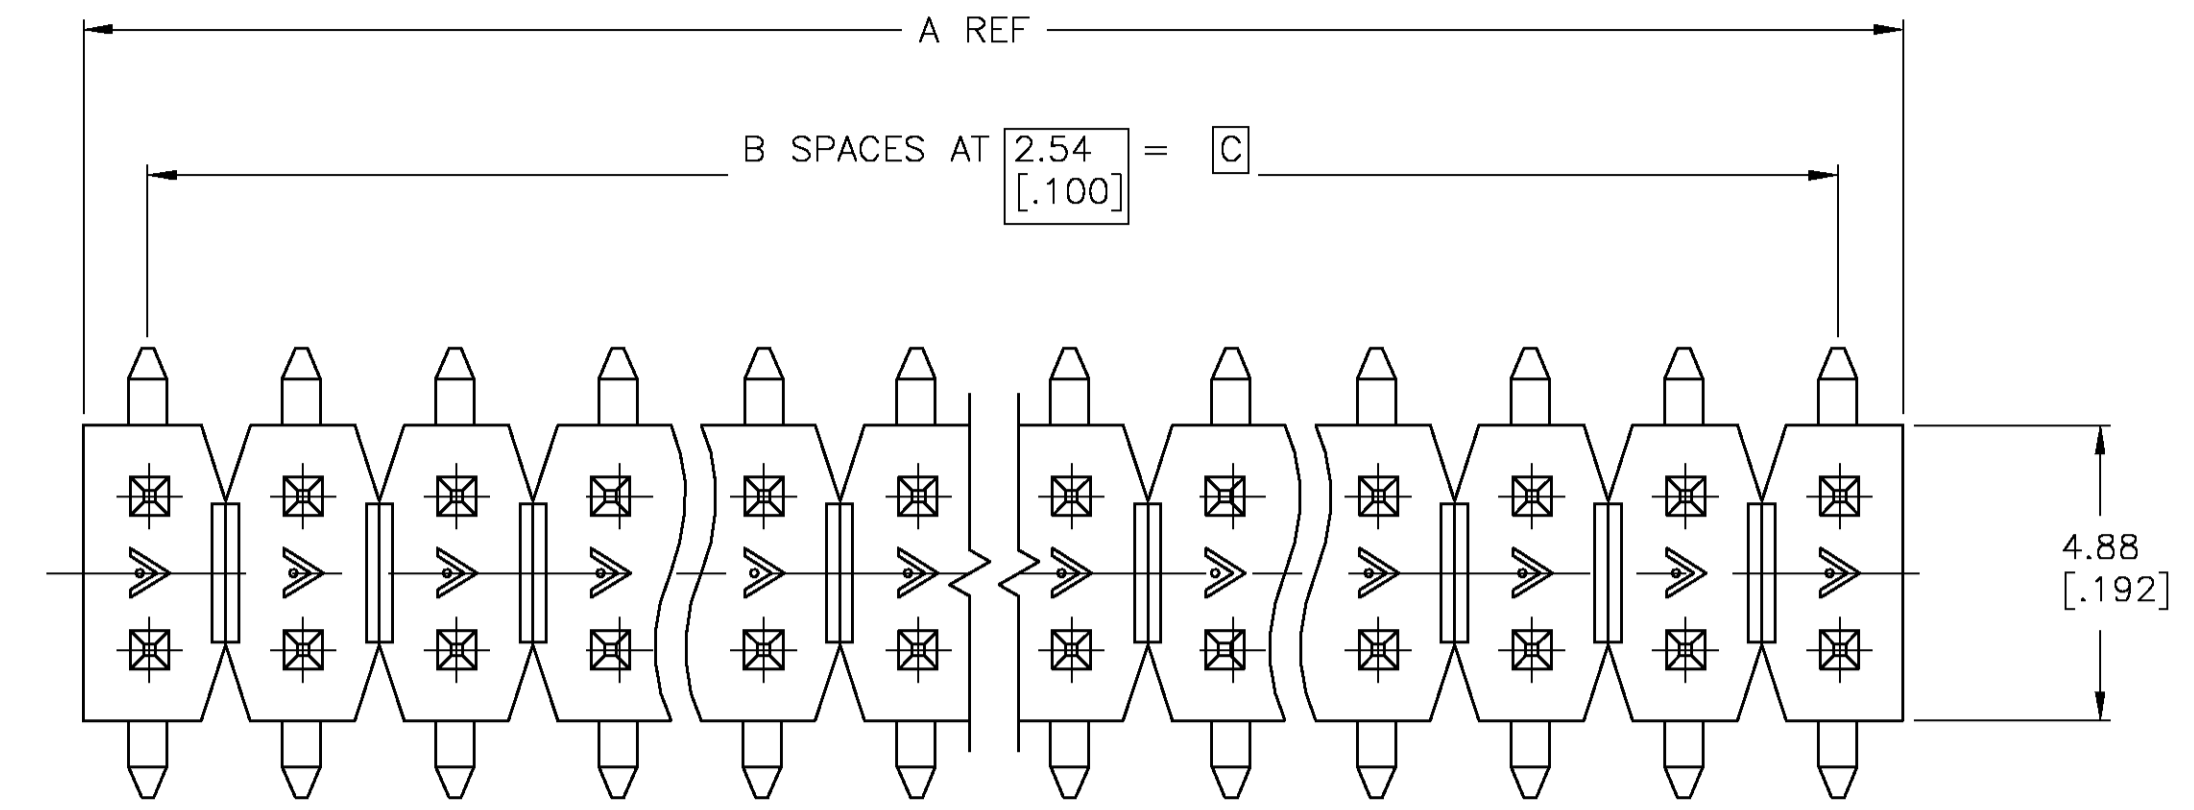 A REF
B SPACES AT 2.54 = C
[.100]
4.88
[.192]